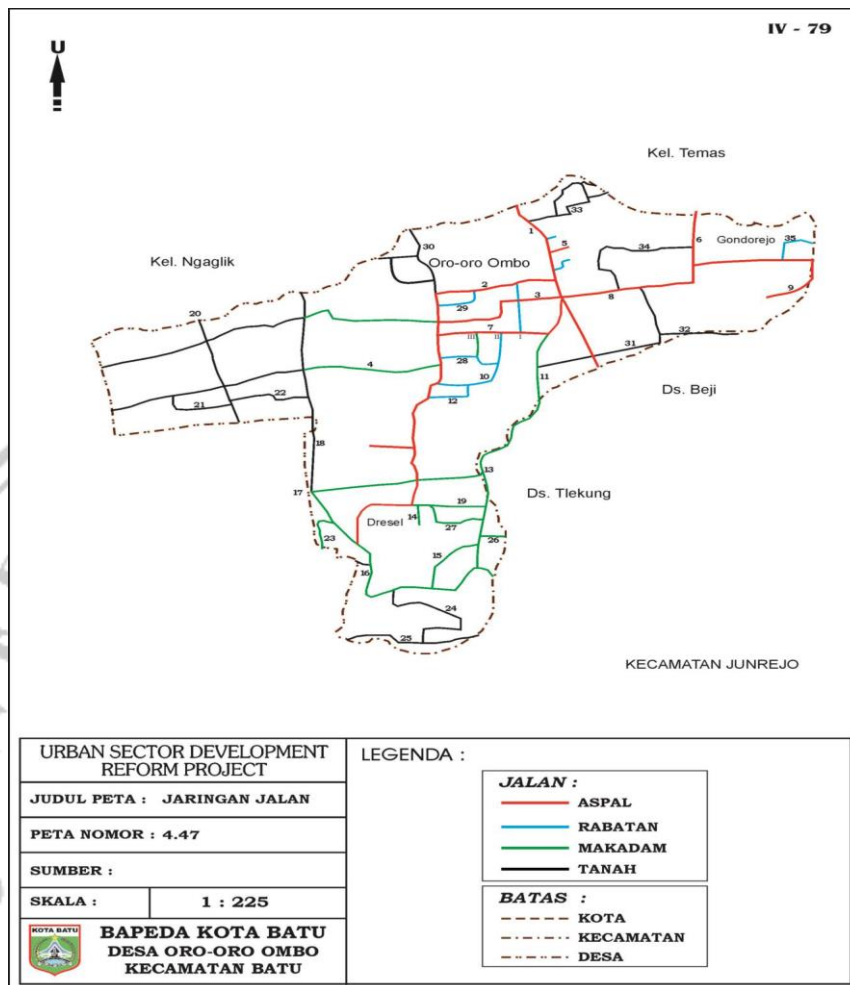 IV - 79
U
Kel. Temas
33
1
30
5
34
6
Gondorejo
35
Kel. Ngaglik
Oro-oro Ombo
2
9
3
8
29
20
7
III
II
I
32
31
28
4
11
10
Ds. Beji
22
21
12
18
13
17
Ds. Tlekung
19
14
Dresel
27
23
26
15
16
24
25
KECAMATAN JUNREJO
URBAN SECTOR DEVELOPMENT
REFORM PROJECT
JUDUL PETA : JARINGAN JALAN
PETA NOMOR : 4.47
SUMBER :
SKALA : 1 : 225
KOTA BATU
BAPEDA KOTA BATU
DESA ORO-ORO OMBO
KECAMATAN BATU
LEGENDA :
JALAN :
ASPAL
RABATAN
MAKADAM
TANAH
BATAS :
KOTA
KECAMATAN
DESA